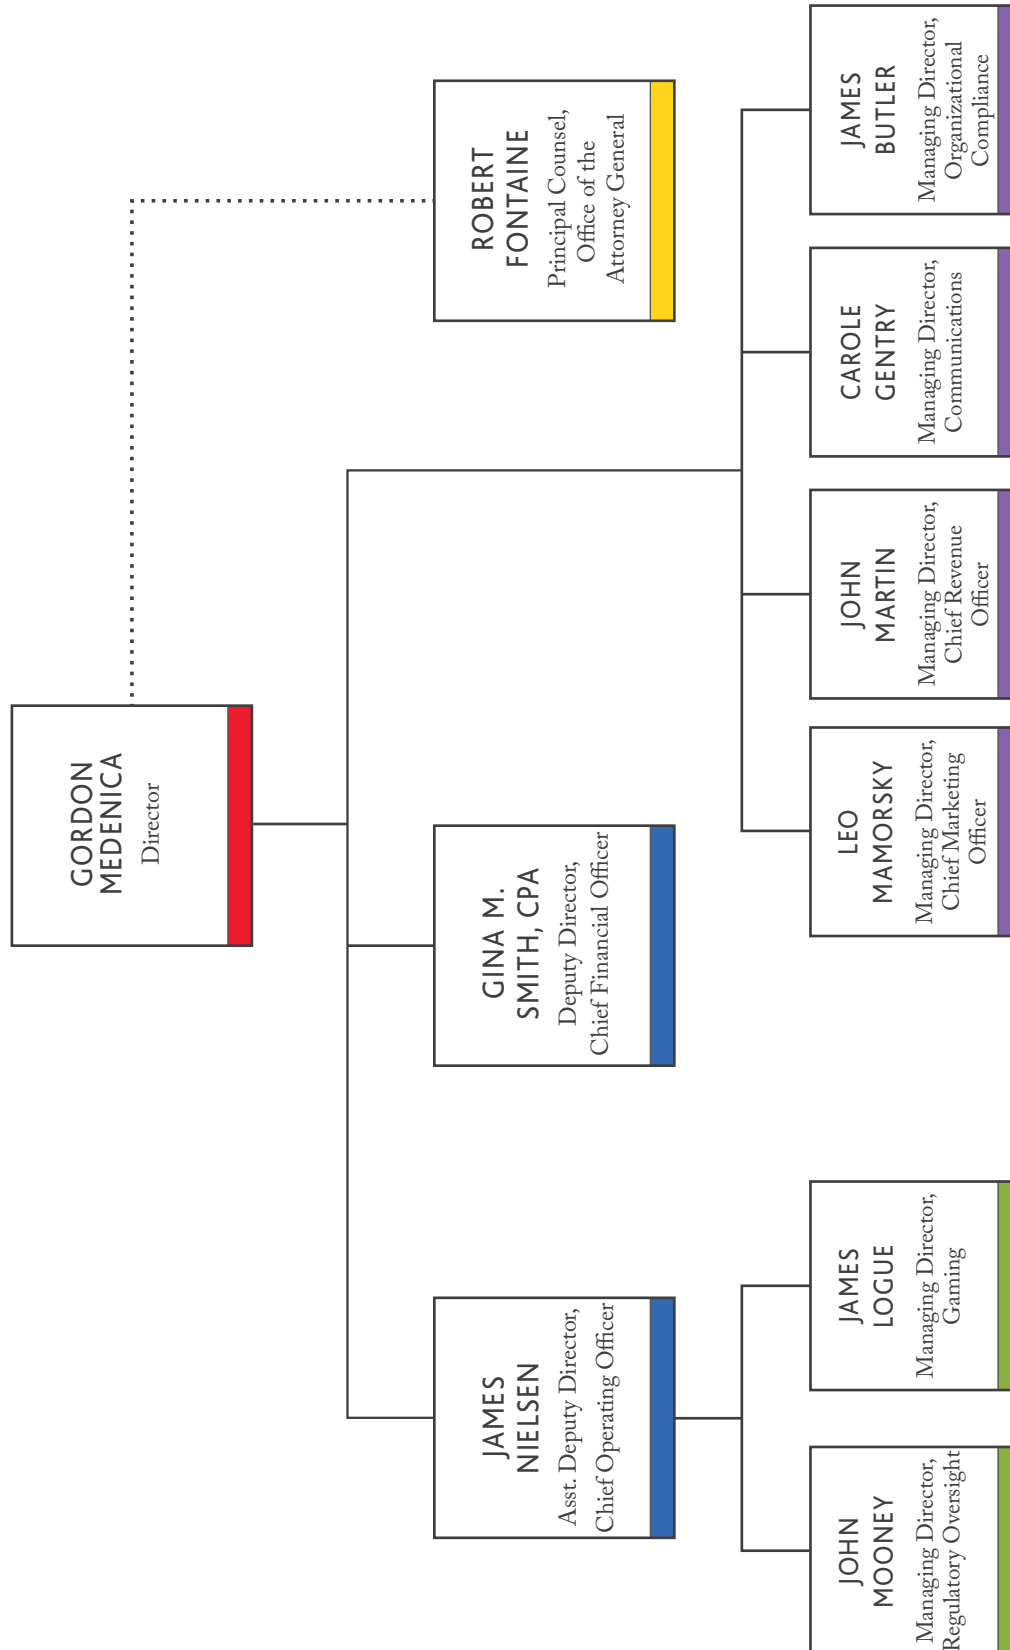 GORDON
MEDENICA
Director
JAMES
NIELSEN
Asst. Deputy Director,
Chief Operating Officer
GINA M.
SMITH, CPA
Deputy Director,
Chief Financial Officer
ROBERT
FONTAINE
Principal Counsel,
Office of the
Attorney General
JOHN
MOONEY
Managing Director,
Regulatory Oversight
JAMES
LOGUE
Managing Director,
Gaming
LEO
MAMORSKY
Managing Director,
Chief Marketing
Officer
JOHN
MARTIN
Managing Director,
Chief Revenue
Officer
CAROLE
GENTRY
Managing Director,
Communications
JAMES
BUTLER
Managing Director,
Organizational
Compliance